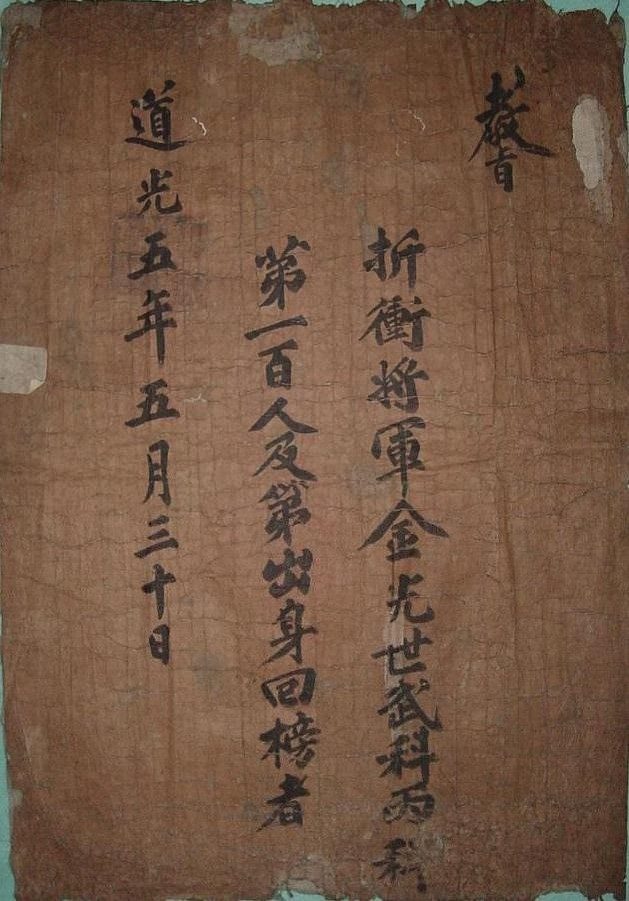 教旨
折衝將軍金光世武科丙科
第一百人及第出身回榜者
道光五年五月三十日